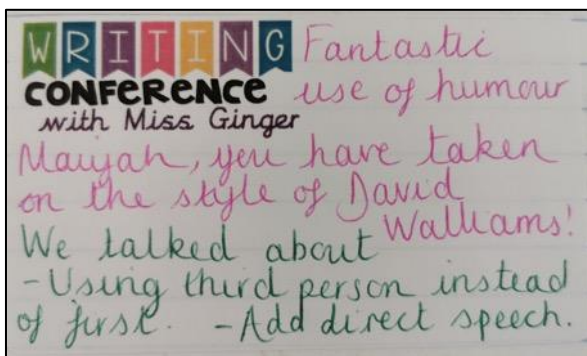 WRITING
CONFERENCE
with Miss Ginger
Fantastic
use of humour
Maiyah, you have taken
on the style of David
Walliams!
We talked about
- Using third person instead
of first. - Add direct speech.